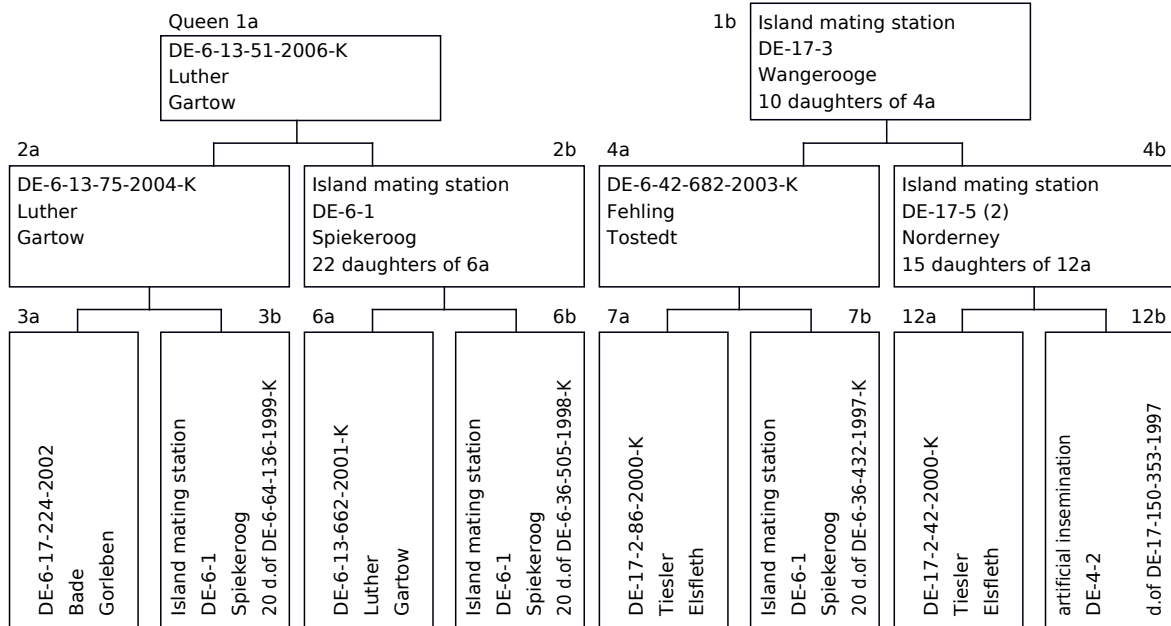 Queen 1a
DE-6-13-51-2006-K
Luther
Gartow
1b
Island mating station
DE-17-3
Wangerooge
10 daughters of 4a
2a
DE-6-13-75-2004-K
Luther
Gartow
2b
Island mating station
DE-6-1
Spiekeroog
22 daughters of 6a
4a
DE-6-42-682-2003-K
Fehling
Tostedt
4b
Island mating station
DE-17-5 (2)
Norderney
15 daughters of 12a
3a
DE-6-17-224-2002
Bade
Gorleben
3b
Island mating station
DE-6-1
Spiekeroog
20 d.of DE-6-64-136-1999-K
6a
DE-6-13-662-2001-K
Luther
Gartow
6b
Island mating station
DE-6-1
Spiekeroog
20 d.of DE-6-36-505-1998-K
7a
DE-17-2-86-2000-K
Tiesler
Elsfleth
7b
Island mating station
DE-6-1
Spiekeroog
20 d.of DE-6-36-432-1997-K
12a
DE-17-2-42-2000-K
Tiesler
Elsfleth
12b
artificial insemination
DE-4-2
d.of DE-17-150-353-1997